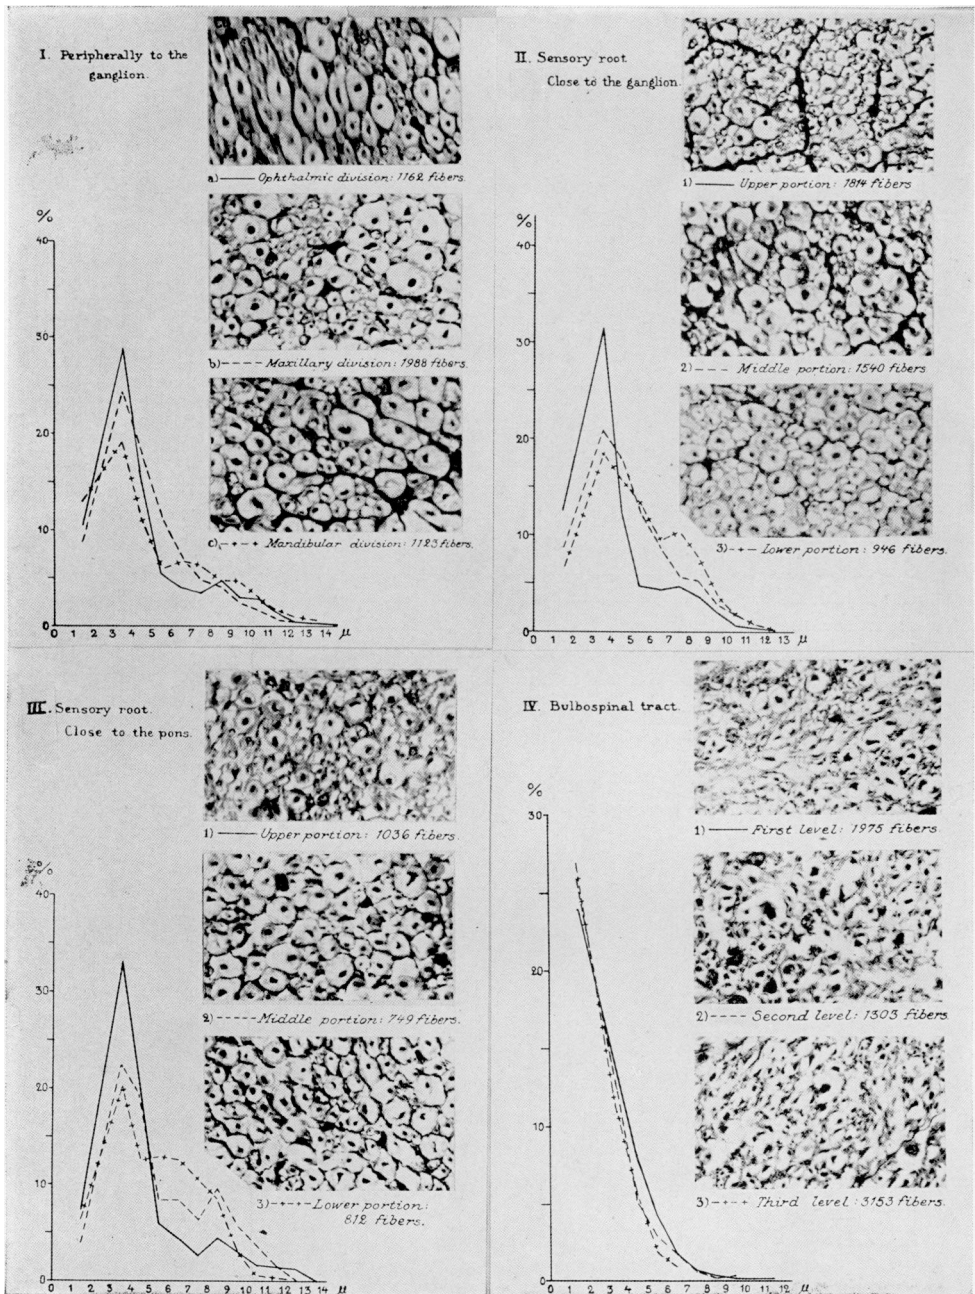 I. Peripherally to the
ganglion.
a) —— Ophthalmic division: 1162 fibers.
b) ---- Maxillary division: 1988 fibers.
c) -+-+ Mandibular division: 1123 fibers.
%
40
30
20
10
0
0 1 2 3 4 5 6 7 8 9 10 11 12 13 14 μ
II. Sensory root
Close to the ganglion.
1) —— Upper portion: 1814 fibers
2) --- Middle portion: 1540 fibers
3) -+- Lower portion: 946 fibers.
%
40
30
20
10
0
0 1 2 3 4 5 6 7 8 9 10 11 12 13 μ
III. Sensory root.
Close to the pons.
1) —— Upper portion: 1036 fibers.
2) ----- Middle portion: 749 fibers.
3) -+-+- Lower portion:
812 fibers.
%
40
30
20
10
0
1 2 3 4 5 6 7 8 9 10 11 12 13 14 μ
IV. Bulbospinal tract.
1) —— First level: 1975 fibers.
2) ---- Second level: 1303 fibers.
3) -+-+ Third level: 3153 fibers.
%
30
20
10
0
1 2 3 4 5 6 7 8 9 10 11 12 μ